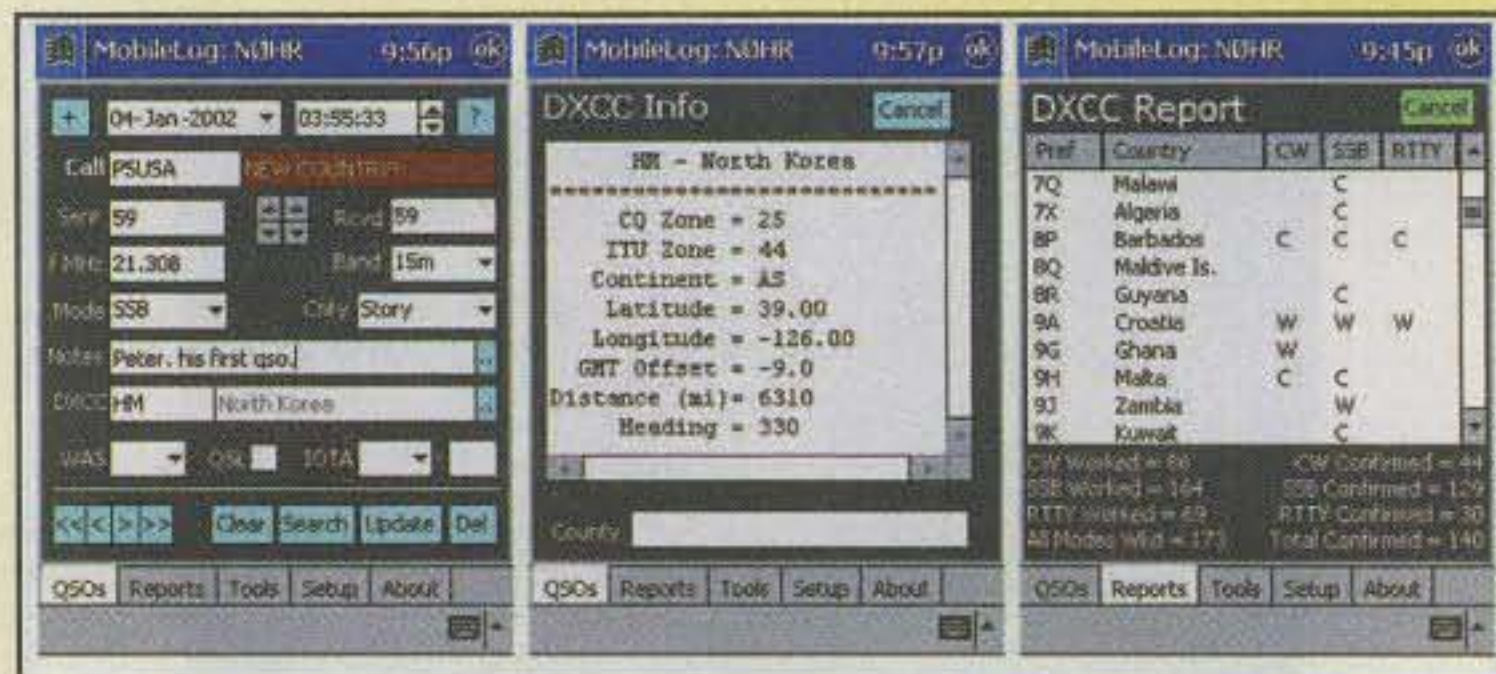 MobileLog: NØHR 9:56p ok
+ 04-Jan-2002 03:55:33 ?
Call P5USA NEW COUNTRY!
Sent 59 Rcvd 59
F MHz 21.308 Band 15m
Mode SSB Cnty Story
Notes Peter. his first qso. ..
DXCC HM North Korea ..
WAS QSL IOTA
<< < > >> Clear Search Update Del
QSOs Reports Tools Setup About
MobileLog: NØHR 9:57p ok
DXCC Info Cancel
HM - North Korea
==============================
CQ Zone = 25
ITU Zone = 44
Continent = AS
Latitude = 39.00
Longitude = -126.00
GMT Offset = -9.0
Distance (mi)= 6310
Heading = 330
County
QSOs Reports Tools Setup About
MobileLog: NØHR 9:45p ok
DXCC Report Cancel
Pref Country CW SSB RTTY
7Q Malawi C
7X Algeria C
8P Barbados C C C
8Q Maldive Is.
8R Guyana C
9A Croatia W W W
9G Ghana W
9H Malta C C
9J Zambia W
9K Kuwait C
CW Worked = CW Confirmed = 44
SSB Worked = 164 SSB Confirmed = 129
RTTY Worked = 69 RTTY Confirmed = 30
All Modes Wkd = 173 Total Confirmed = 140
QSOs Reports Tools Setup About